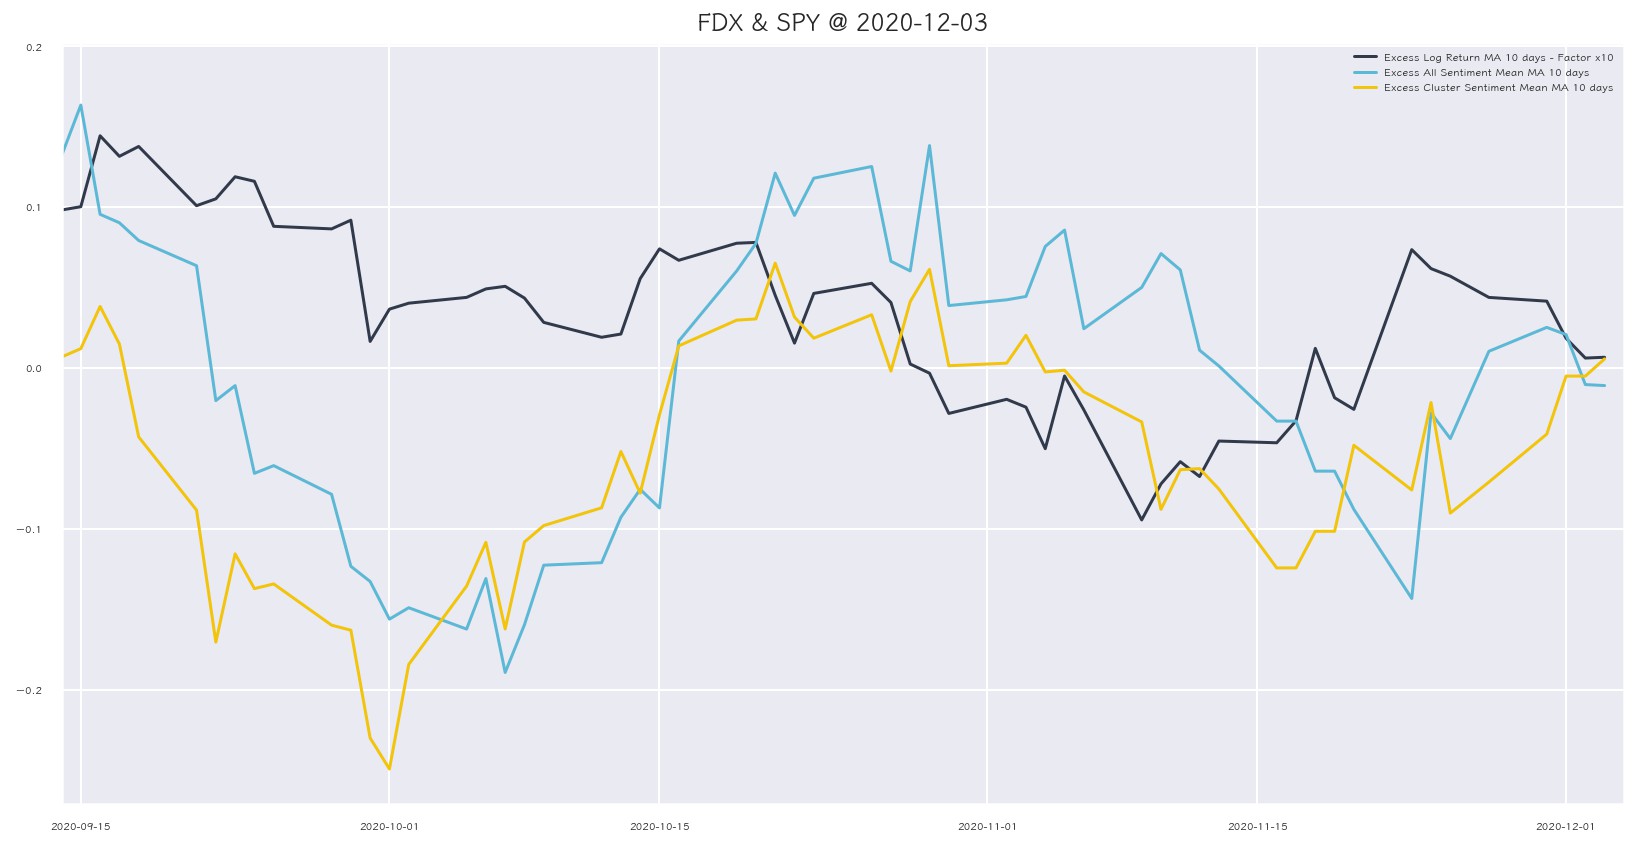 FDX & SPY @ 2020-12-03
0.2
0.1
0.0
−0.1
−0.2
Excess Log Return MA 10 days - Factor x10
Excess All Sentiment Mean MA 10 days
Excess Cluster Sentiment Mean MA 10 days
2020-09-15
2020-10-01
2020-10-15
2020-11-01
2020-11-15
2020-12-01